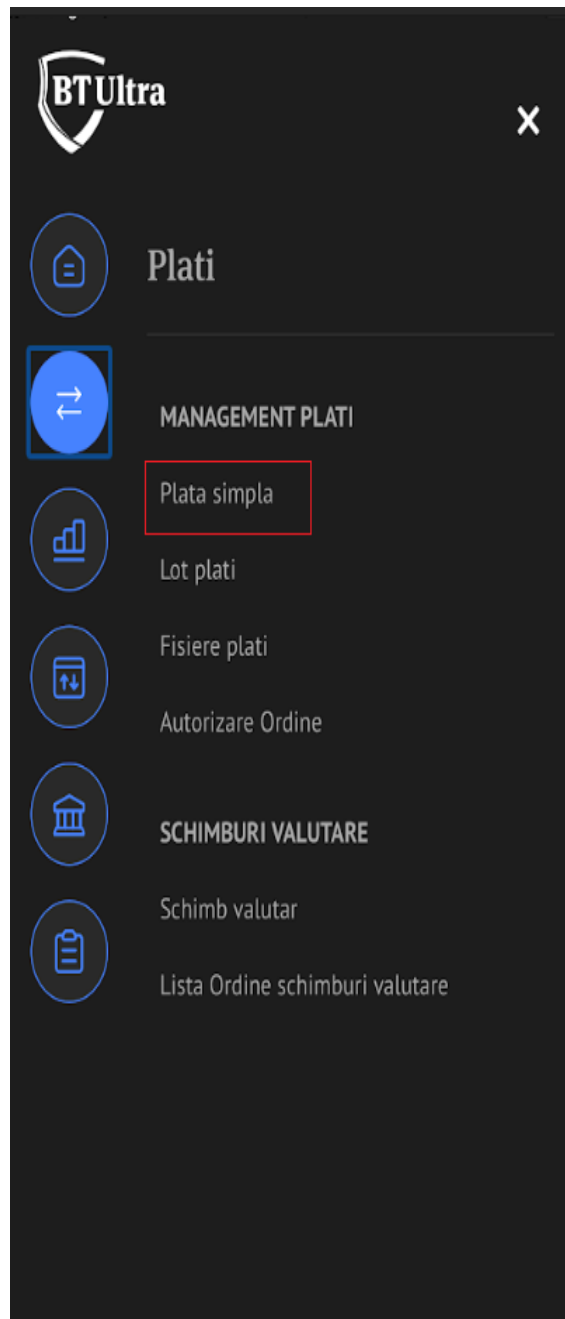 BT Ultra
X
Plati
MANAGEMENT PLATI
Plata simpla
Lot plati
Fisiere plati
Autorizare Ordine
SCHIMBURI VALUTARE
Schimb valutar
Lista Ordine schimburi valutare